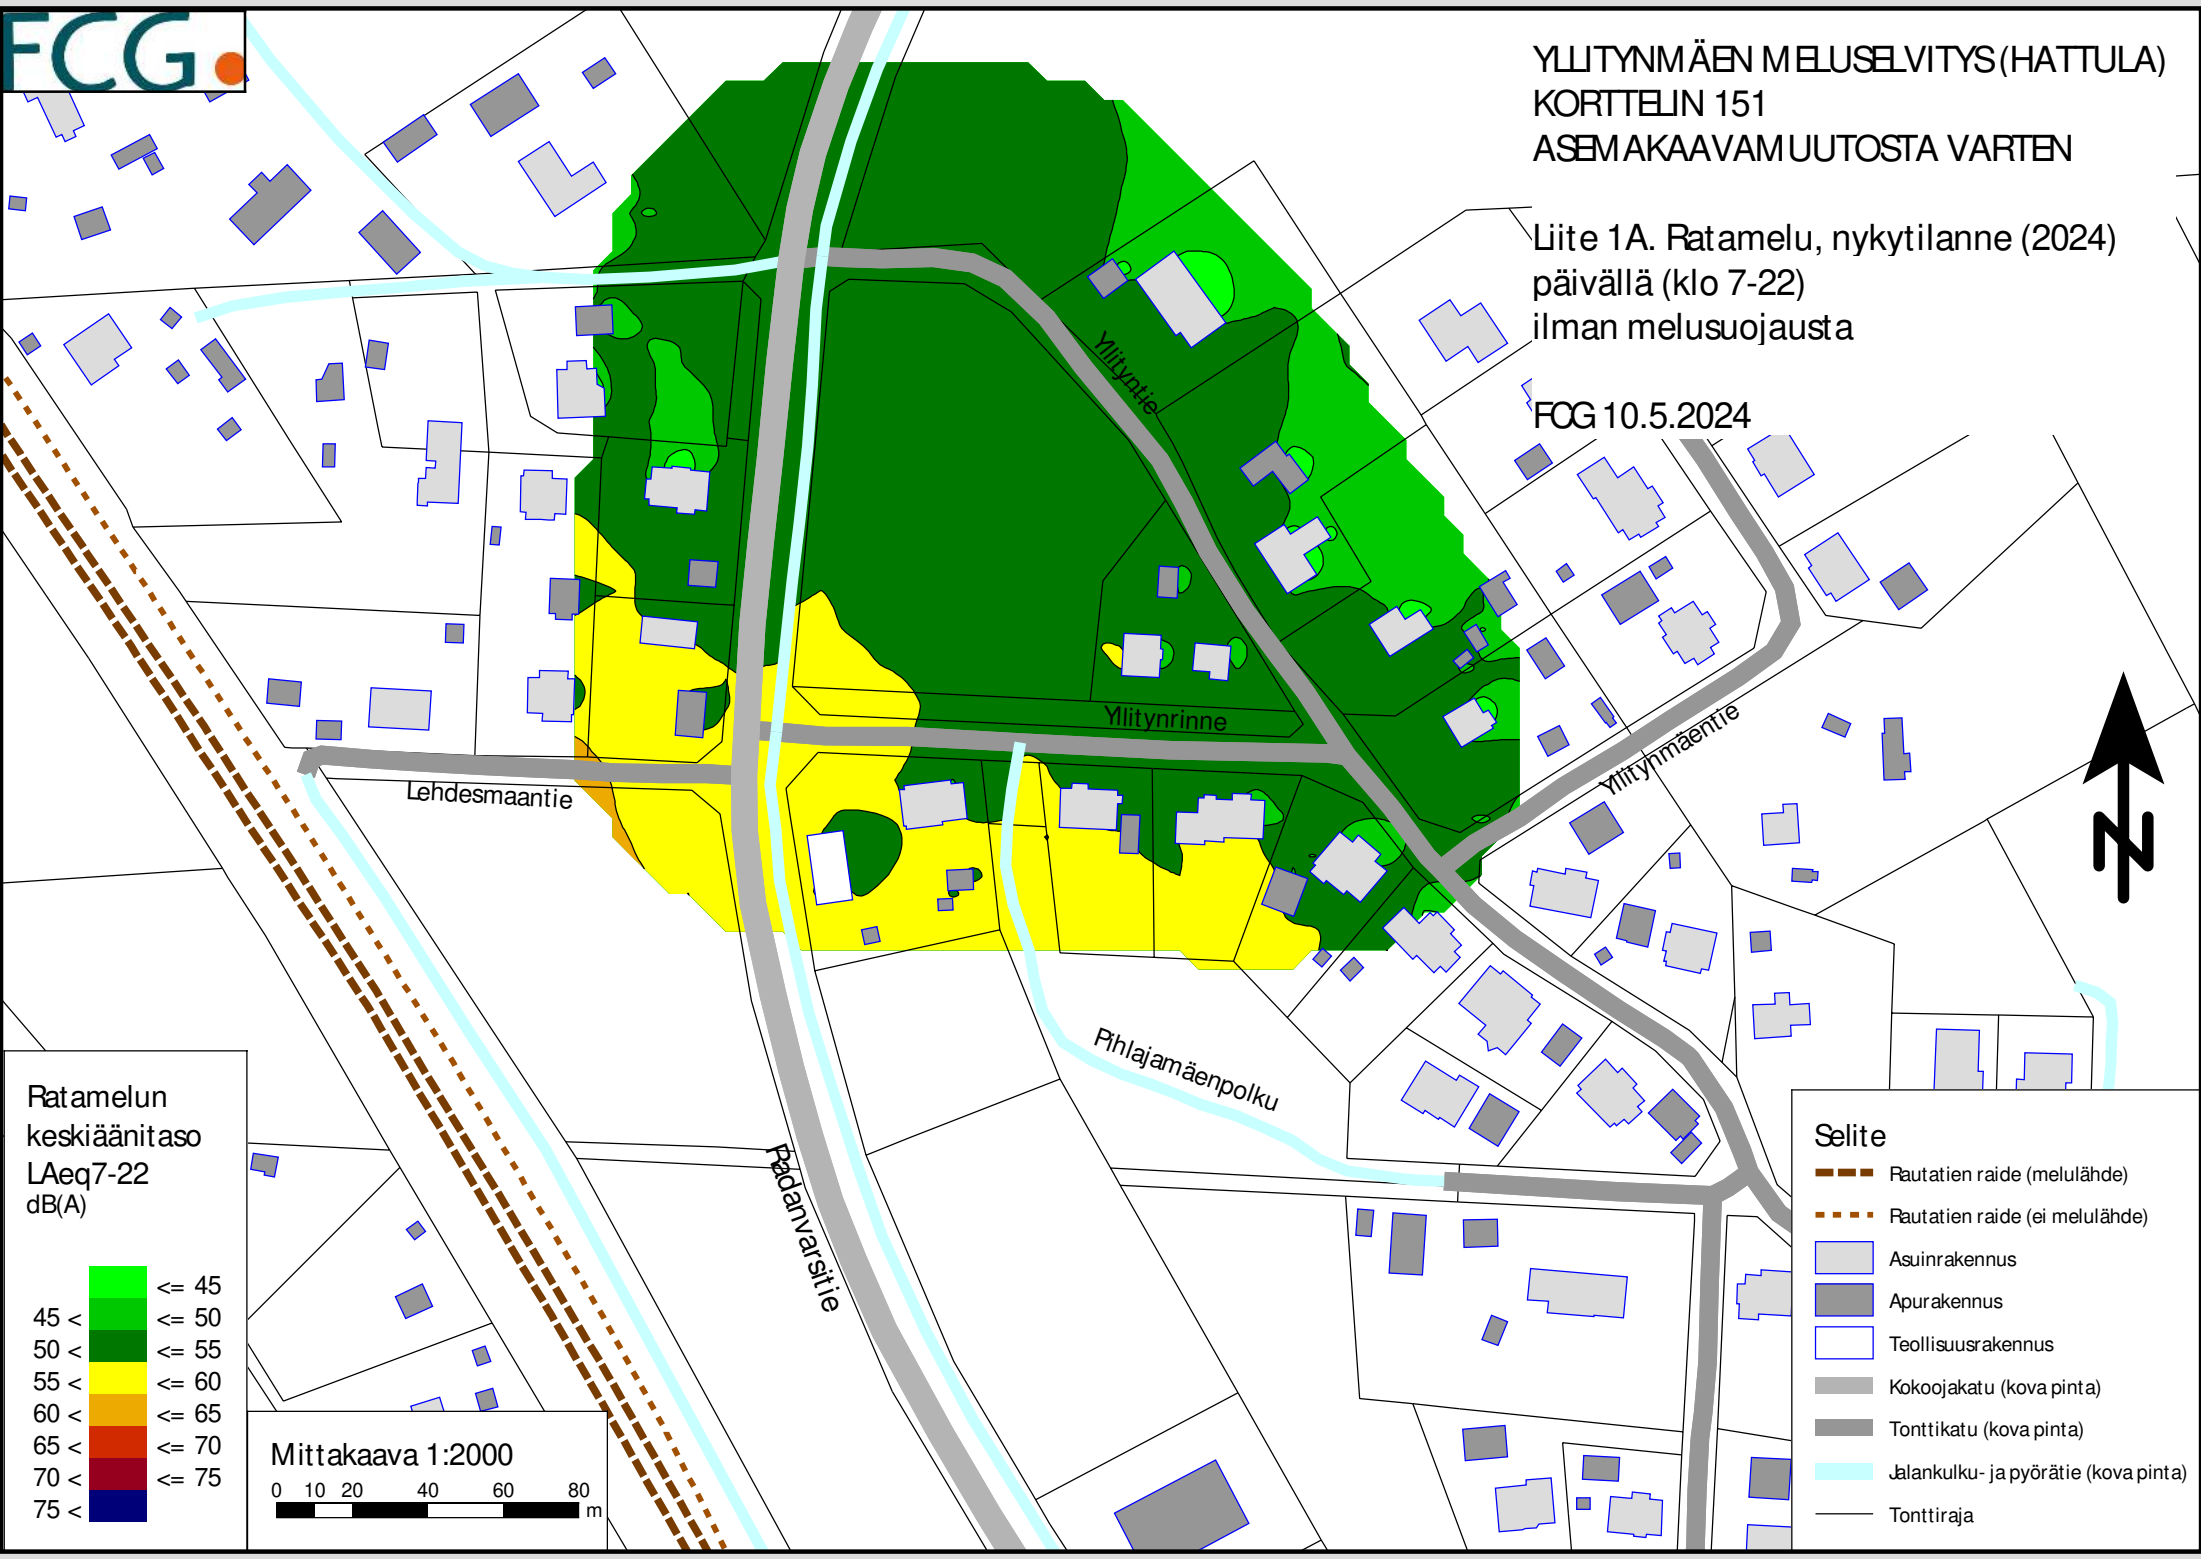 FCG
YLLITYNMÄEN MELUSELVITYS (HATTULA)
KORTTELIN 151
ASEMAKAAVAMUUTOSTA VARTEN
Liite 1A. Ratamelu, nykytilanne (2024)
päivällä (klo 7-22)
ilman melusuojausta
FCG 10.5.2024
Ylityntie
Ylitynrinne
Ylitynmäentie
Lehdesmaantie
Pihlajamäenpolku
Radanvarsitie
N
Ratamelun
keskiäänitaso
LAeq7-22
dB(A)
<= 45
45 < <= 50
50 < <= 55
55 < <= 60
60 < <= 65
65 < <= 70
70 < <= 75
75 <
Mittakaava 1:2000
0 10 20 40 60 80
m
Selite
Rautatien raide (melulähde)
Rautatien raide (ei melulähde)
Asuinrakennus
Apurakennus
Teollisuusrakennus
Kokoojakatu (kova pinta)
Tonttikatu (kova pinta)
Jalankulku- ja pyörätie (kova pinta)
Tonttiraja